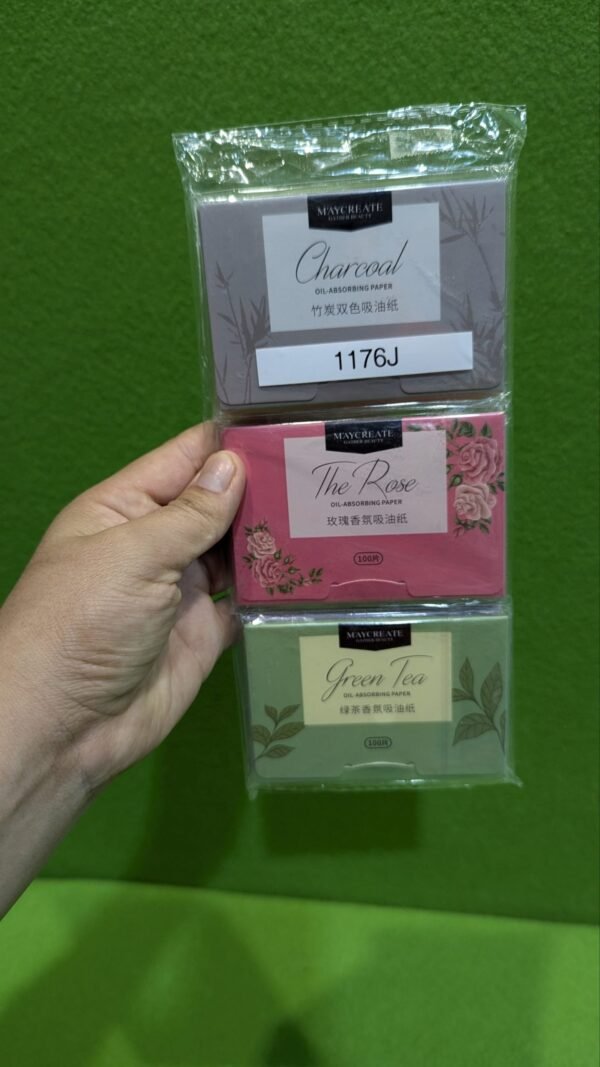 MAYCREATE
GATHER BEAUTY
Charcoal
OIL-ABSORBING PAPER
竹炭双色吸油纸
1176J
MAYCREATE
GATHER BEAUTY
The Rose
OIL-ABSORBING PAPER
玫瑰香氛吸油纸
100片
MAYCREATE
GATHER BEAUTY
Green Tea
OIL-ABSORBING PAPER
绿茶香氛吸油纸
100片